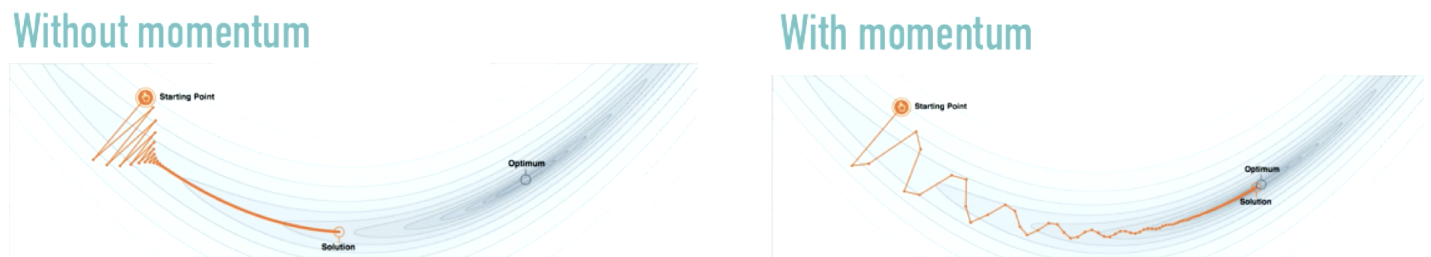 Without momentum
Starting Point
Optimum
Solution
With momentum
Starting Point
Optimum
Solution